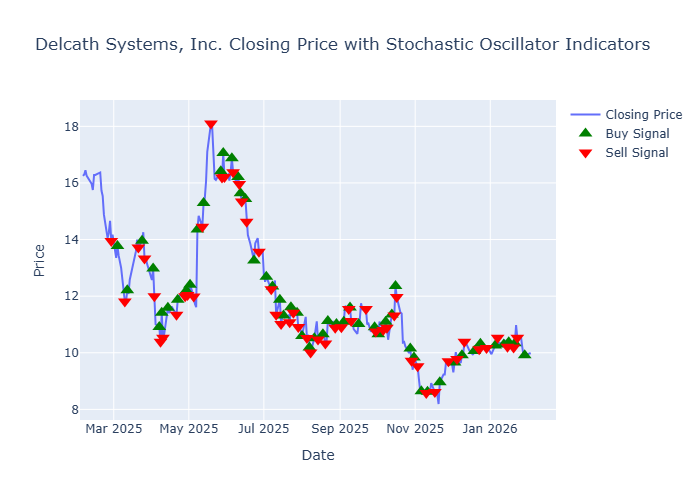 Delcath Systems, Inc. Closing Price with Stochastic Oscillator Indicators
Closing Price
Buy Signal
Sell Signal
Price
18
16
14
12
10
8
Mar 2025
May 2025
Jul 2025
Sep 2025
Nov 2025
Jan 2026
Date